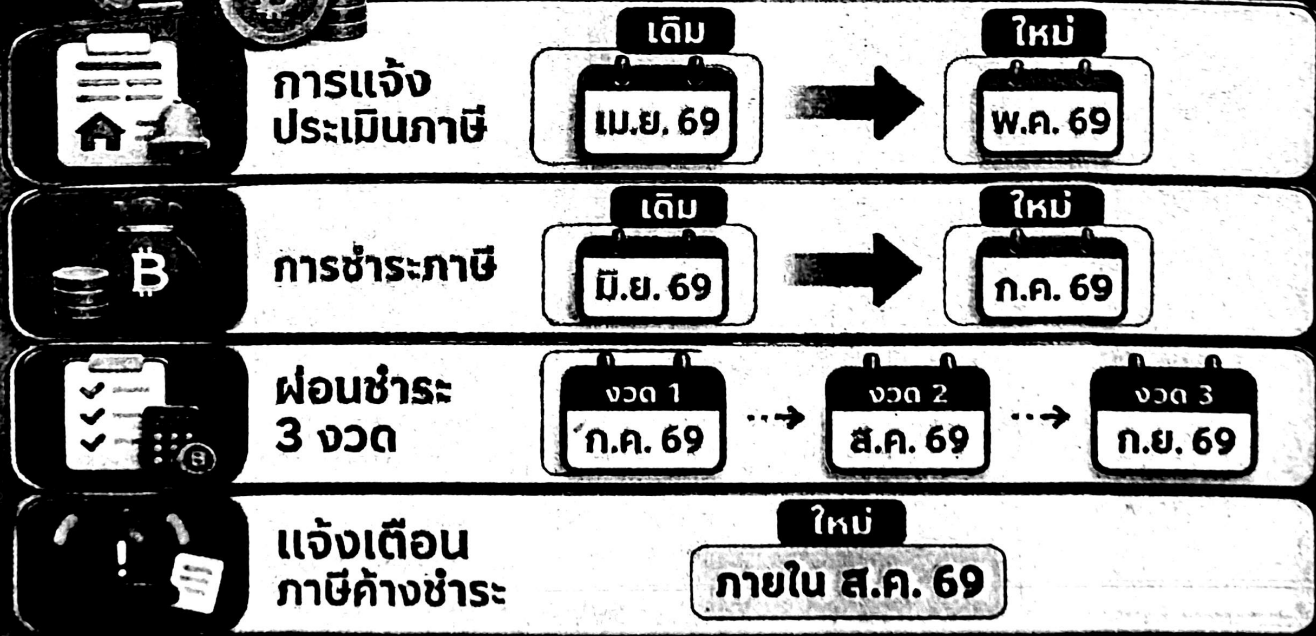 เดิม
ใหม่
การแจ้ง
ประเมินภาษี
เม.ย. 69
พ.ค. 69
เดิม
ใหม่
การชำระภาษี
มิ.ย. 69
ก.ค. 69
ผ่อนชำระ
3 งวด
งวด 1
ก.ค. 69
งวด 2
ส.ค. 69
งวด 3
ก.ย. 69
แจ้งเตือน
ภาษีค้างชำระ
ใหม่
ภายใน ส.ค. 69